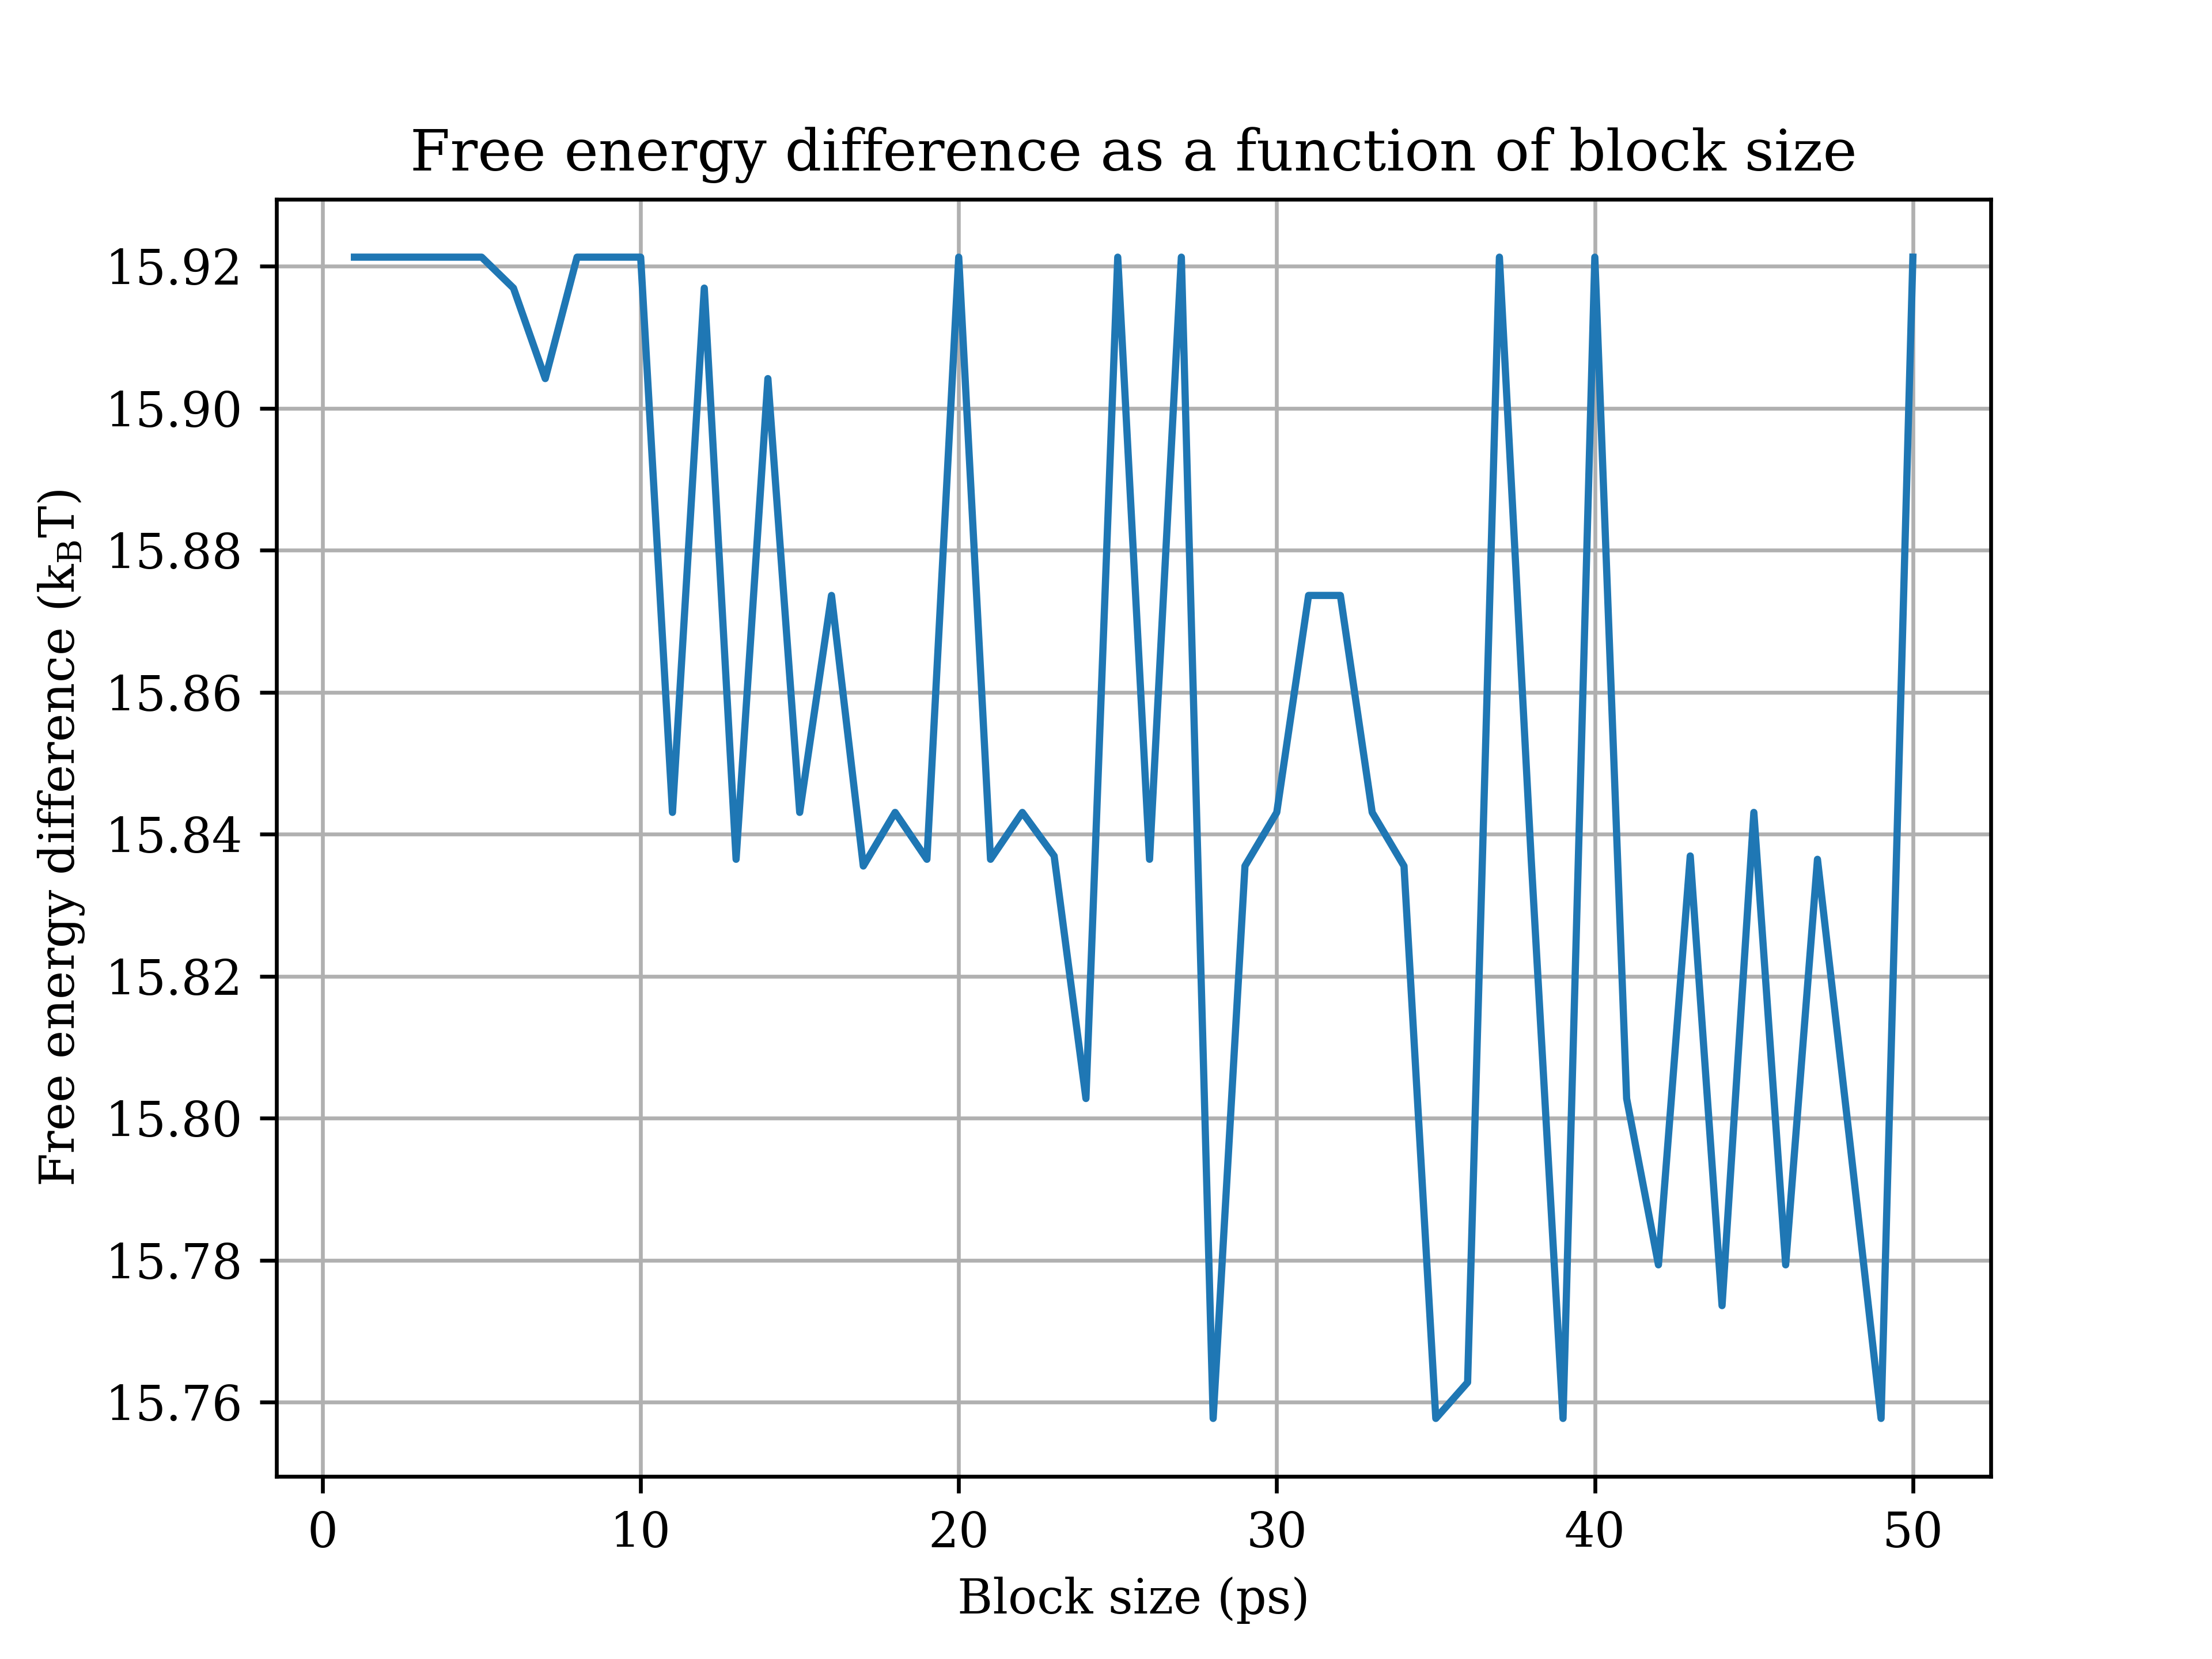 Free energy difference as a function of block size
Free energy difference (k_BT)
15.92
15.90
15.88
15.86
15.84
15.82
15.80
15.78
15.76
0 10 20 30 40 50
Block size (ps)